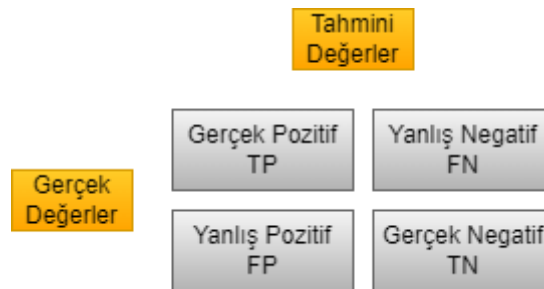 Tahmini
Değerler
Gerçek Pozitif
TP
Yanlış Negatif
FN
Gerçek
Değerler
Yanlış Pozitif
FP
Gerçek Negatif
TN